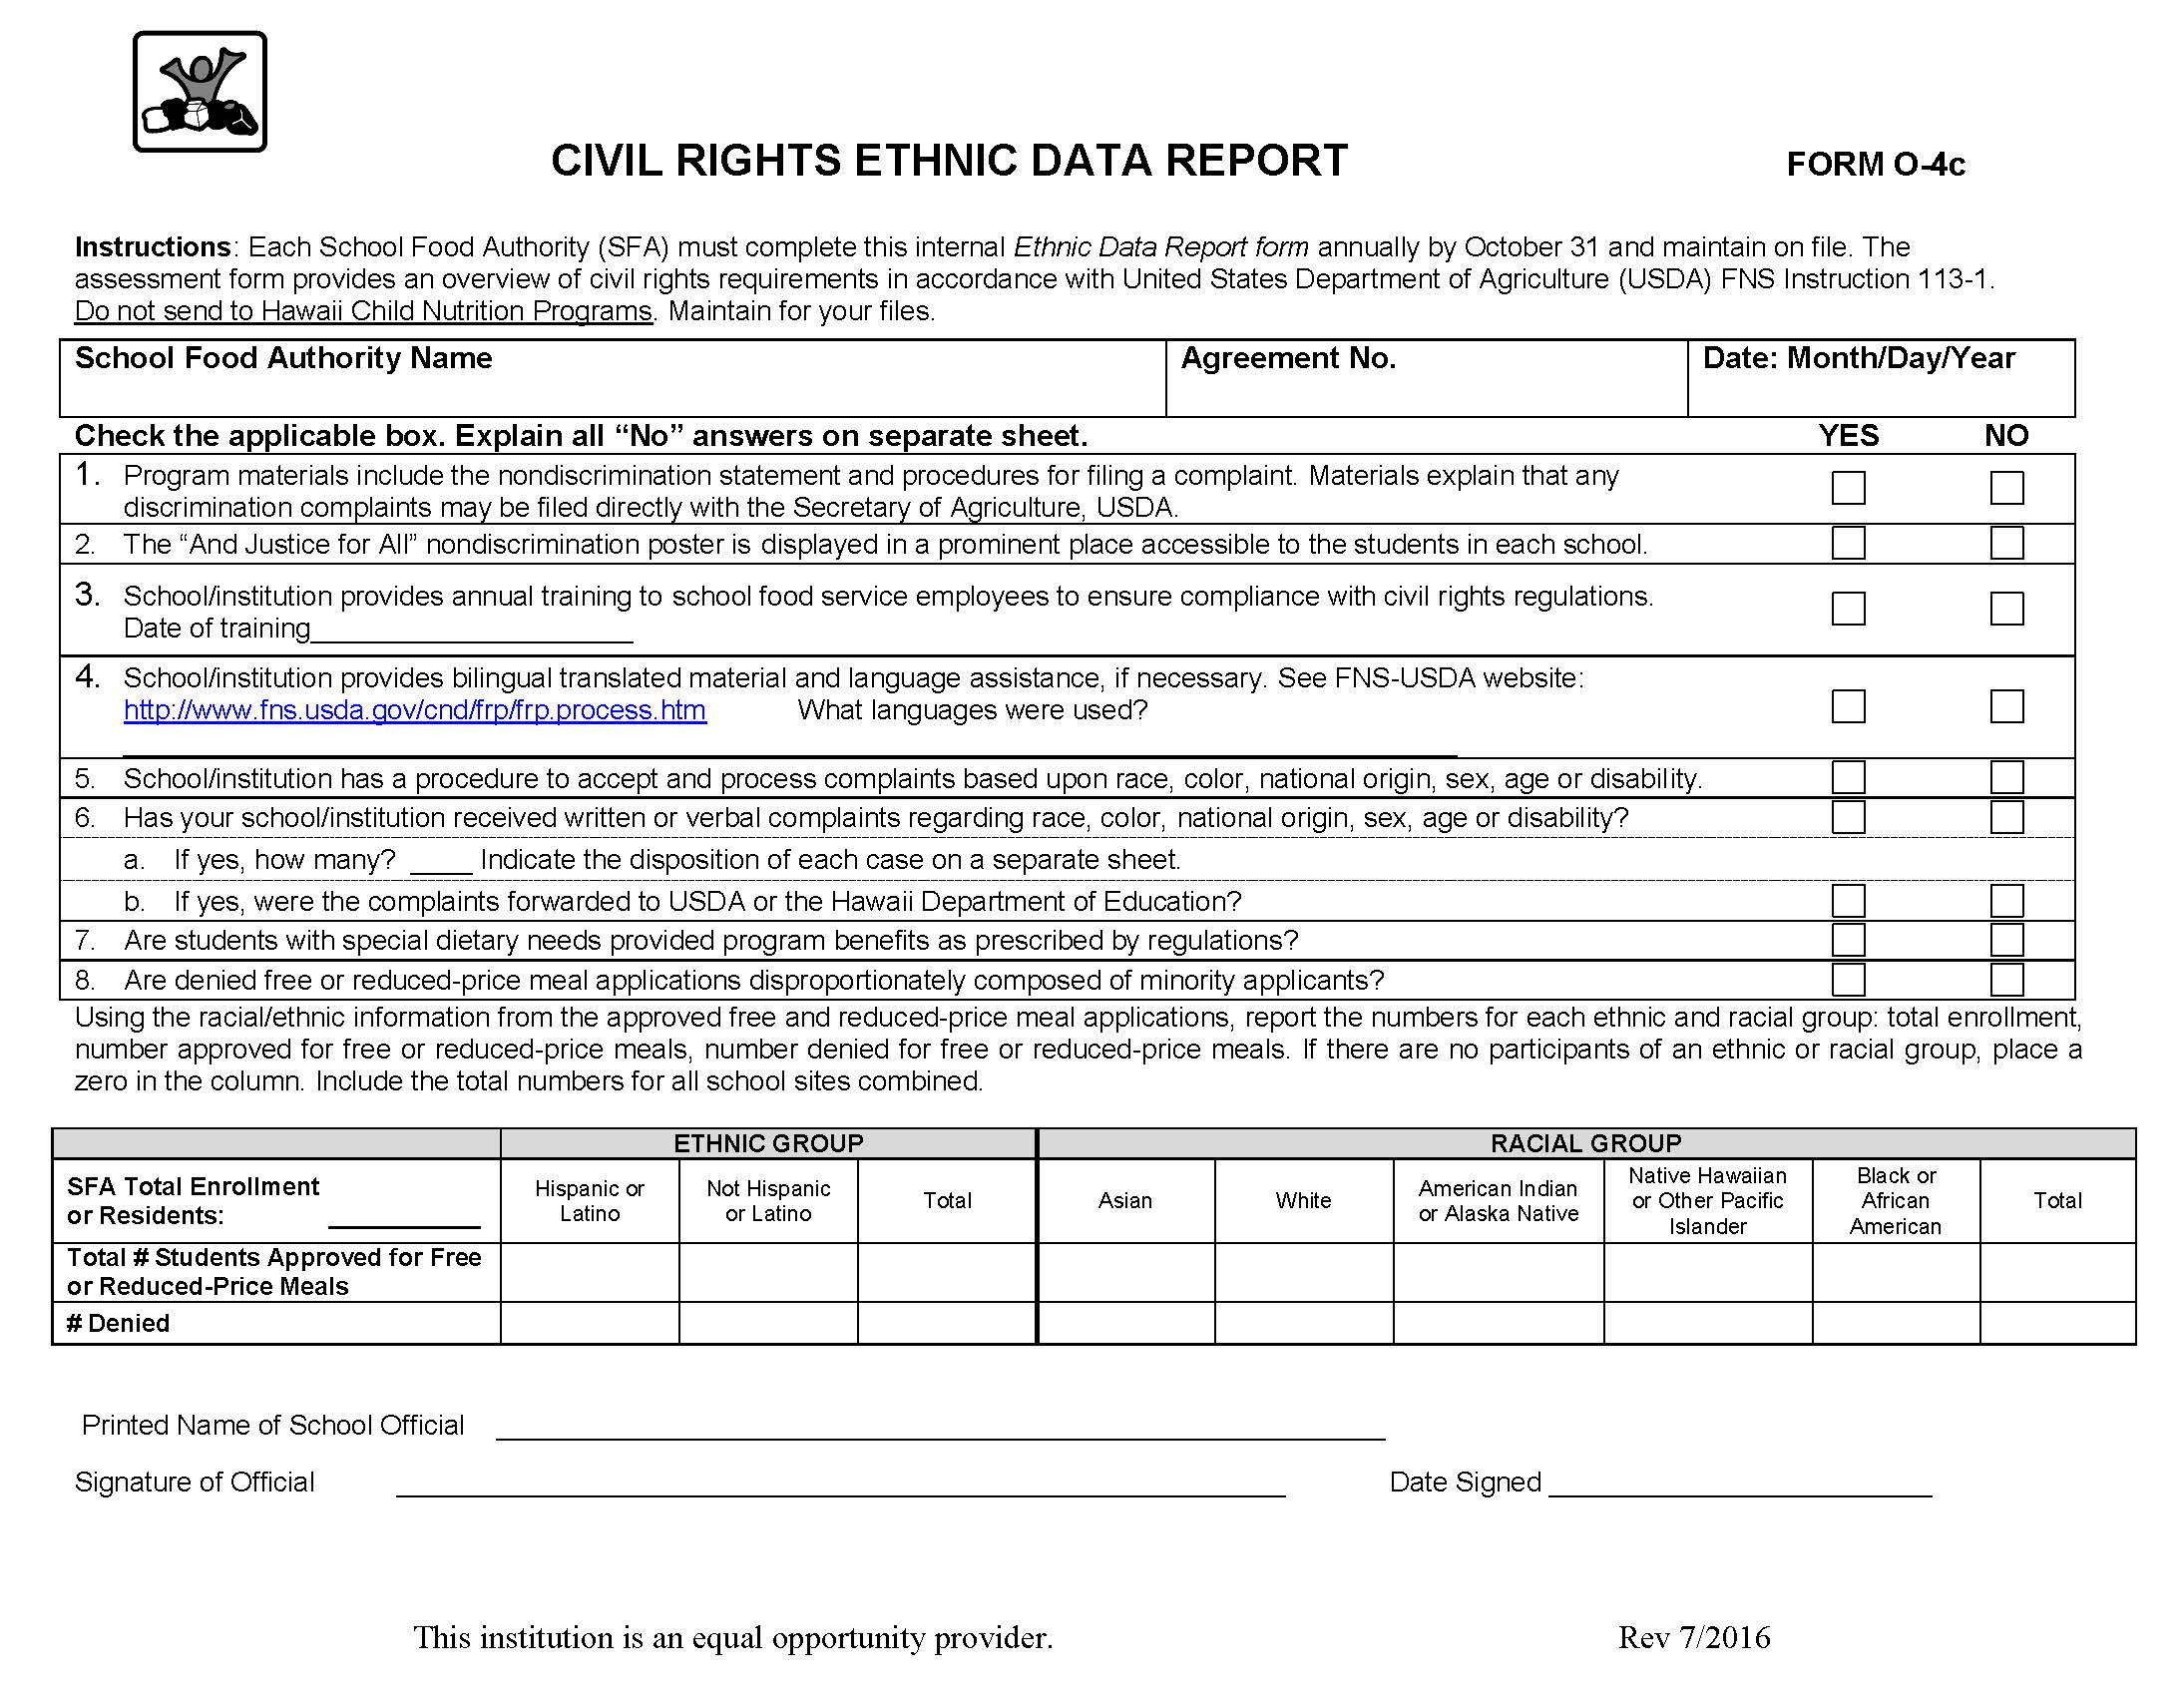 CIVIL RIGHTS ETHNIC DATA REPORT FORM O-4c
Instructions: Each School Food Authority (SFA) must complete this internal Ethnic Data Report form annually by October 31 and maintain on file. The
assessment form provides an overview of civil rights requirements in accordance with United States Department of Agriculture (USDA) FNS Instruction 113-1.
Do not send to Hawaii Child Nutrition Programs. Maintain for your files.
School Food Authority Name Agreement No. Date: Month/Day/Year
Check the applicable box. Explain all “No” answers on separate sheet. YES NO
1. Program materials include the nondiscrimination statement and procedures for filing a complaint. Materials explain that any
discrimination complaints may be filed directly with the Secretary of Agriculture, USDA.
2. The “And Justice for All” nondiscrimination poster is displayed in a prominent place accessible to the students in each school.
3. School/institution provides annual training to school food service employees to ensure compliance with civil rights regulations.
Date of training_____________________
4. School/institution provides bilingual translated material and language assistance, if necessary. See FNS-USDA website:
http://www.fns.usda.gov/cnd/frp/frp.process.htm What languages were used?
5. School/institution has a procedure to accept and process complaints based upon race, color, national origin, sex, age or disability.
6. Has your school/institution received written or verbal complaints regarding race, color, national origin, sex, age or disability?
a. If yes, how many? ____ Indicate the disposition of each case on a separate sheet.
b. If yes, were the complaints forwarded to USDA or the Hawaii Department of Education?
7. Are students with special dietary needs provided program benefits as prescribed by regulations?
8. Are denied free or reduced-price meal applications disproportionately composed of minority applicants?
Using the racial/ethnic information from the approved free and reduced-price meal applications, report the numbers for each ethnic and racial group: total enrollment,
number approved for free or reduced-price meals, number denied for free or reduced-price meals. If there are no participants of an ethnic or racial group, place a
zero in the column. Include the total numbers for all school sites combined.
ETHNIC GROUP RACIAL GROUP
SFA Total Enrollment
or Residents: __________
Hispanic or
Latino
Not Hispanic
or Latino
Total
Asian
White
American Indian
or Alaska Native
Native Hawaiian
or Other Pacific
Islander
Black or
African
American
Total
Total # Students Approved for Free
or Reduced-Price Meals
# Denied
Printed Name of School Official
Signature of Official Date Signed
This institution is an equal opportunity provider. Rev 7/2016